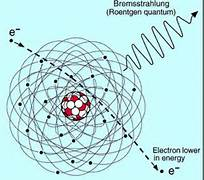 Bremsstrahlung
(Roentgen quantum)
e⁻
Electron lower
in energy
e⁻